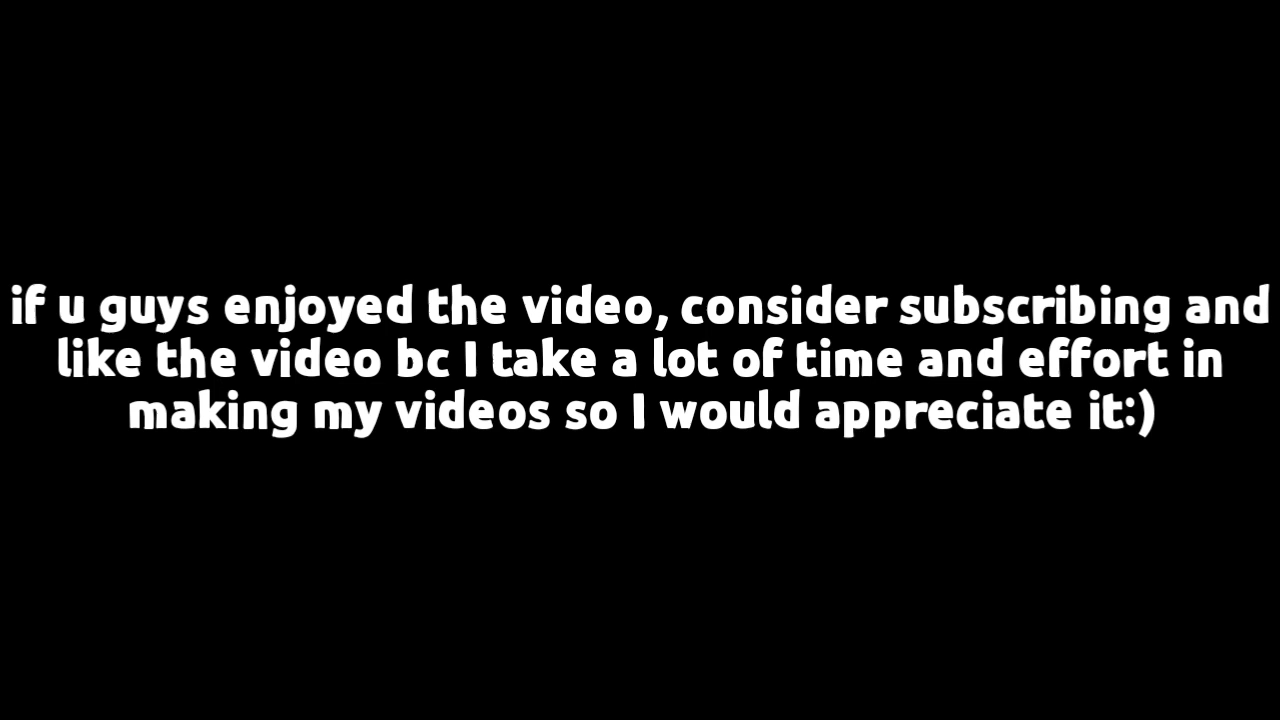 if u guys enjoyed the video, consider subscribing and
like the video bc I take a lot of time and effort in
making my videos so I would appreciate it:)